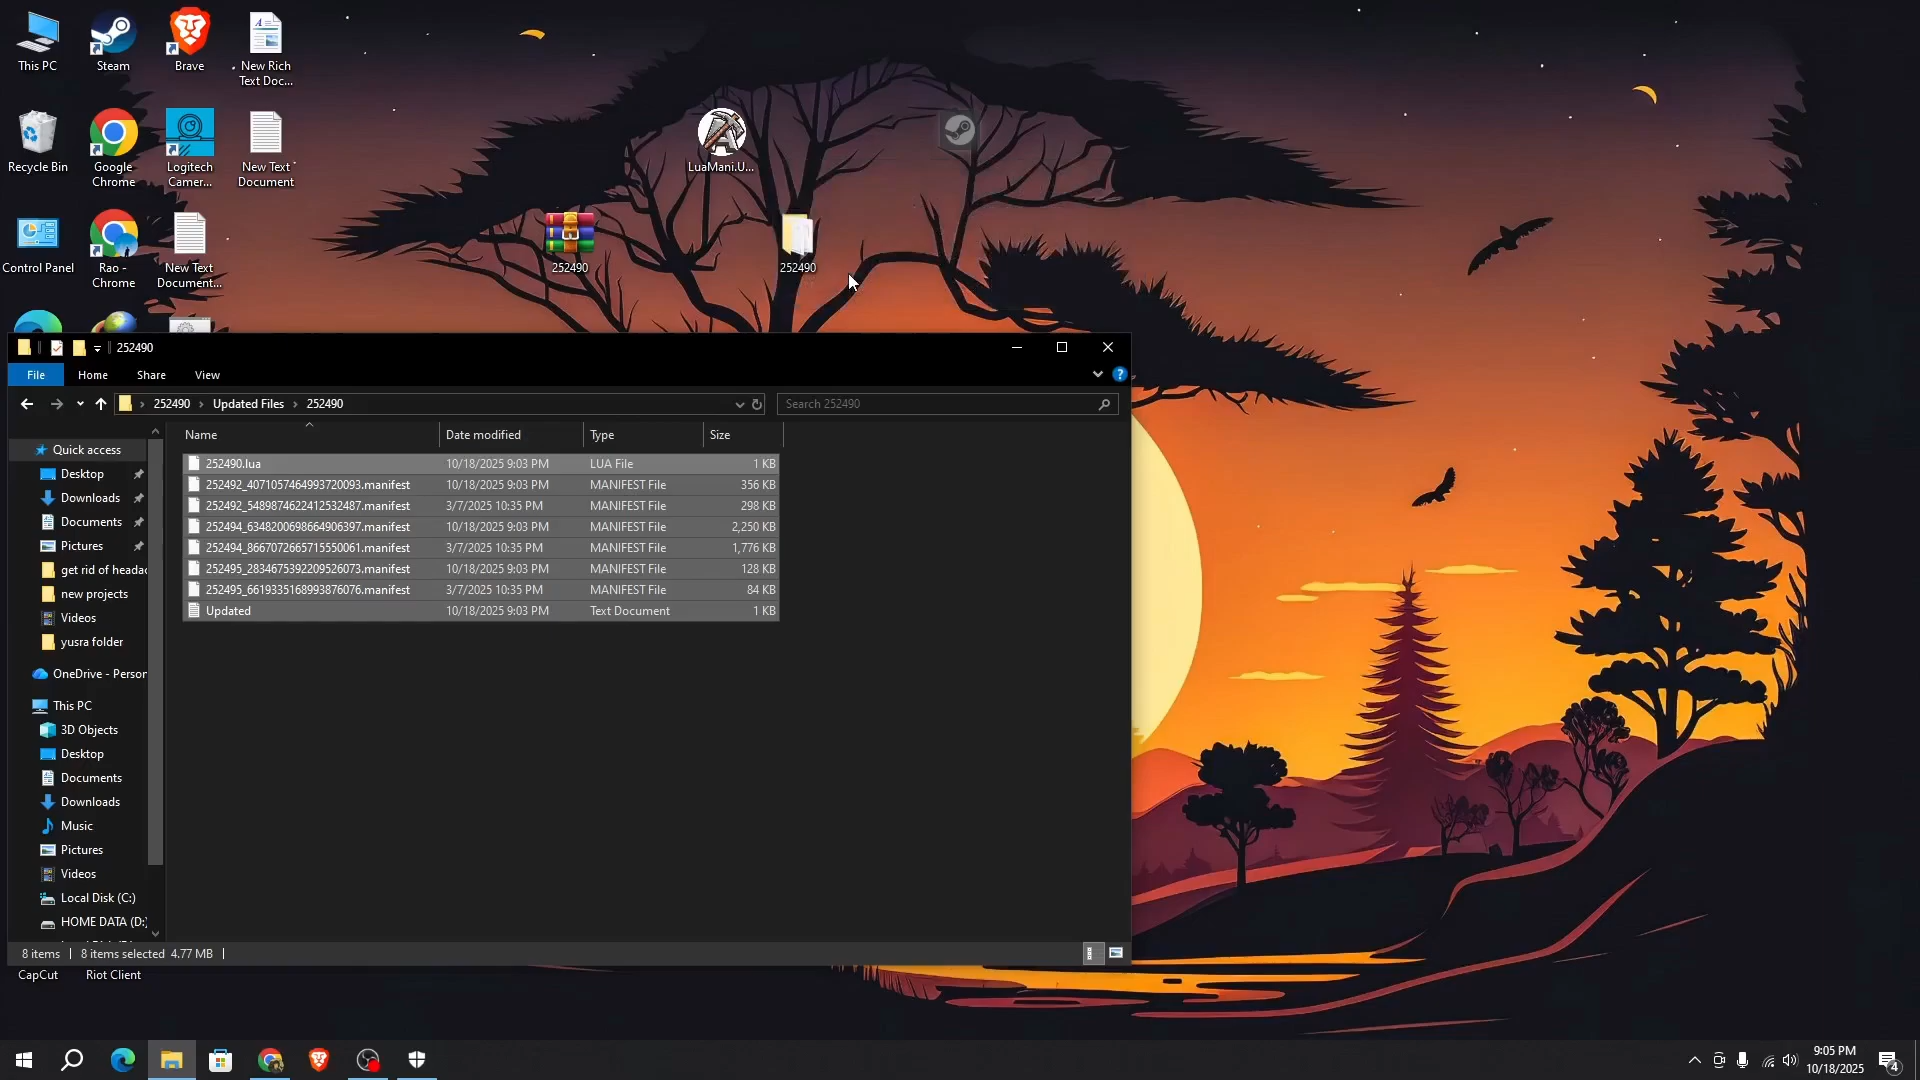 This PC
Steam
Brave
New Rich
Text Doc...
Recycle Bin
Google
Chrome
Logitech
Camer...
New Text
Document
LuaMani.U...
Control Panel
Rao -
Chrome
New Text
Document...
252490
252490
252490
File
Home
Share
View
252490 › Updated Files › 252490
Search 252490
Name
Date modified
Type
Size
Quick access
Desktop
Downloads
Documents
Pictures
get rid of headac
new projects
Videos
yusra folder
OneDrive - Person
This PC
3D Objects
Desktop
Documents
Downloads
Music
Pictures
Videos
Local Disk (C:)
HOME DATA (D:)
252490.lua 10/18/2025 9:03 PM LUA File 1 KB
252492_4071057464993720093.manifest 10/18/2025 9:03 PM MANIFEST File 356 KB
252492_5489874622412532487.manifest 3/7/2025 10:35 PM MANIFEST File 298 KB
252494_6348200698664906397.manifest 10/18/2025 9:03 PM MANIFEST File 2,250 KB
252494_8667072665715550061.manifest 3/7/2025 10:35 PM MANIFEST File 1,776 KB
252495_2834675392209526073.manifest 10/18/2025 9:03 PM MANIFEST File 128 KB
252495_6619335168993876076.manifest 3/7/2025 10:35 PM MANIFEST File 84 KB
Updated 10/18/2025 9:03 PM Text Document 1 KB
8 items
8 items selected 4.77 MB
CapCut
Riot Client
9:05 PM
10/18/2025
4